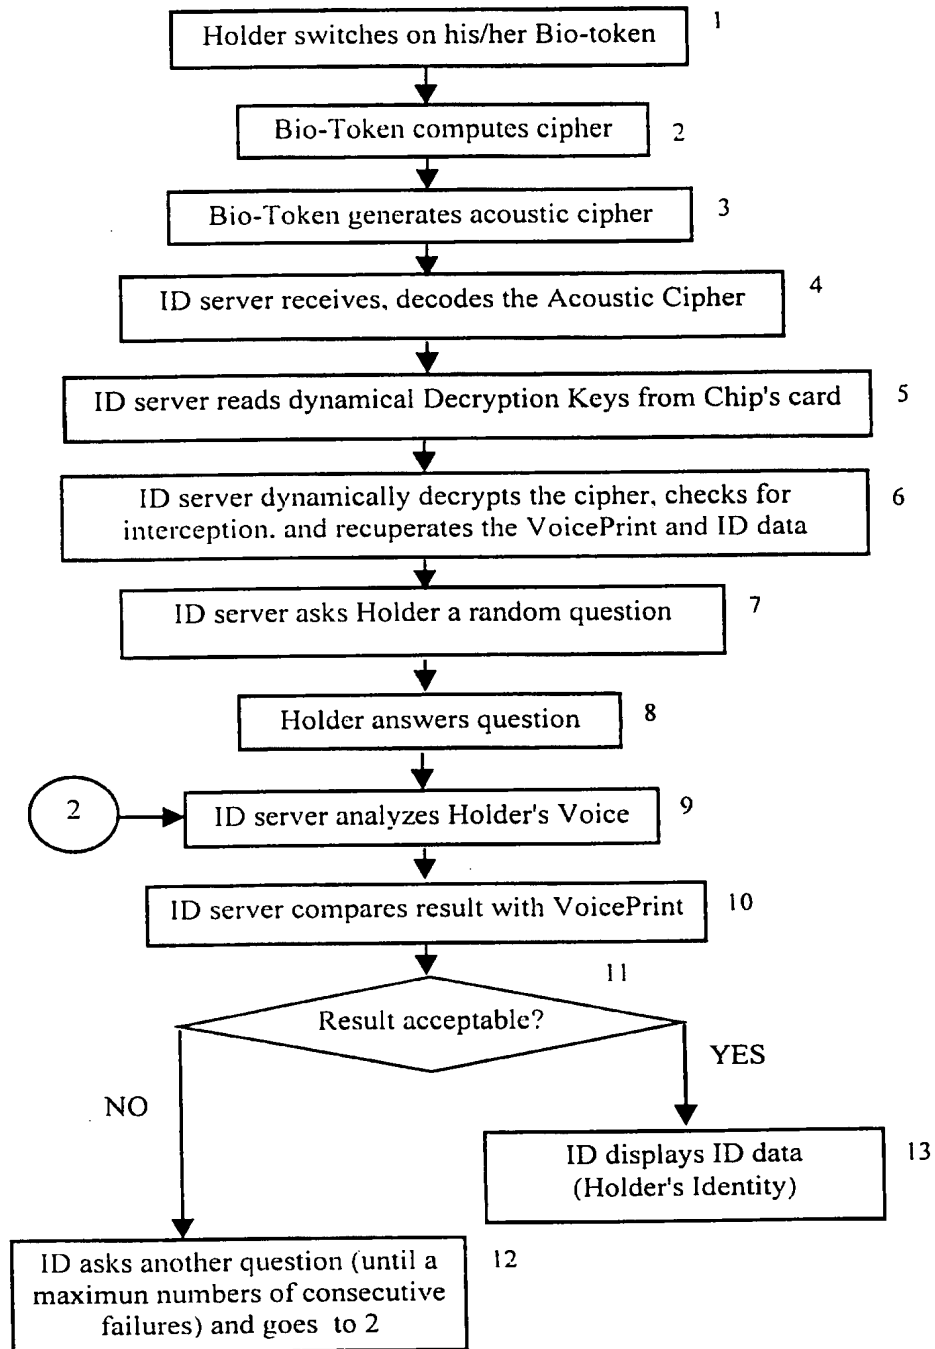 Holder switches on his/her Bio-token
1
Bio-Token computes cipher
2
Bio-Token generates acoustic cipher
3
ID server receives, decodes the Acoustic Cipher
4
ID server reads dynamical Decryption Keys from Chip's card
5
ID server dynamically decrypts the cipher, checks for
interception. and recuperates the VoicePrint and ID data
6
ID server asks Holder a random question
7
Holder answers question
8
2
ID server analyzes Holder's Voice
9
ID server compares result with VoicePrint
10
11
Result acceptable?
YES
NO
ID displays ID data
(Holder's Identity)
13
ID asks another question (until a
maximun numbers of consecutive
failures) and goes to 2
12